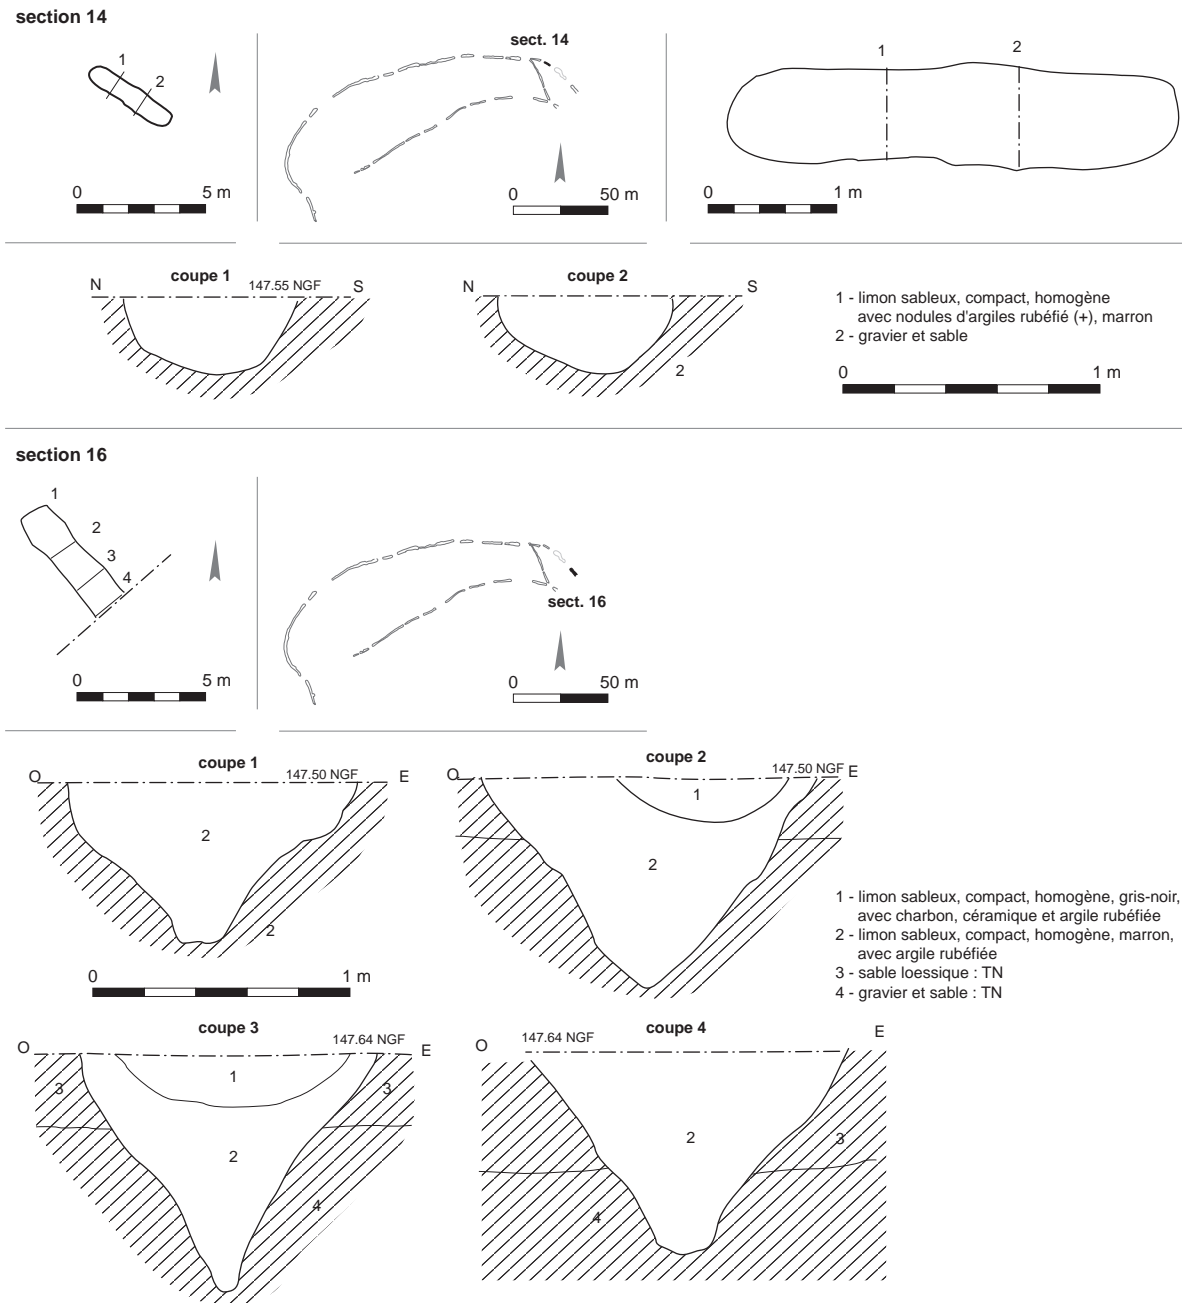 section 14
1
2
0 5 m
sect. 14
0 50 m
1 2
0 1 m
coupe 1
N 147.55 NGF S
coupe 2
N S
2
1 - limon sableux, compact, homogène
avec nodules d'argiles rubéfié (+), marron
2 - gravier et sable
0 1 m
section 16
1
2
3
4
0 5 m
sect. 16
0 50 m
coupe 1
O 147.50 NGF E
2
2
0 1 m
coupe 2
O 147.50 NGF E
1
2
1 - limon sableux, compact, homogène, gris-noir,
avec charbon, céramique et argile rubéfiée
2 - limon sableux, compact, homogène, marron,
avec argile rubéfiée
3 - sable loessique : TN
4 - gravier et sable : TN
coupe 3
O 147.64 NGF E
1
3 3
2
4
coupe 4
O 147.64 NGF E
2
3
4